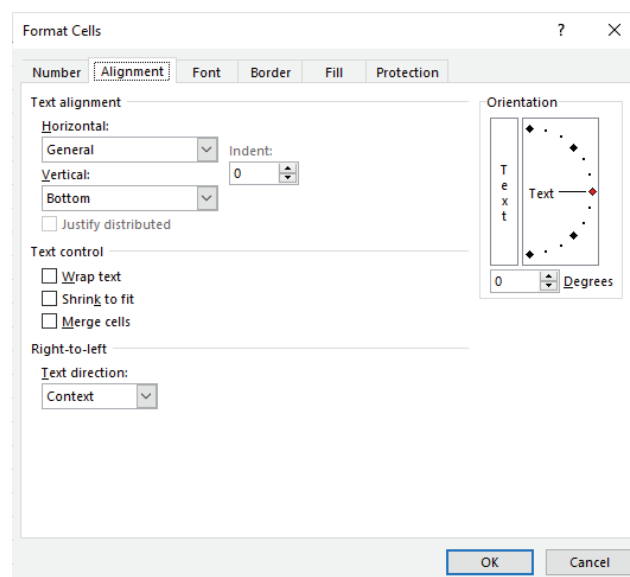 Format Cells ? ✕
Number Alignment Font Border Fill Protection
Text alignment
Horizontal:
General
Indent:
0
Vertical:
Bottom
Justify distributed
Text control
Wrap text
Shrink to fit
Merge cells
Right-to-left
Text direction:
Context
Orientation
T
e
x
t
Text
0 Degrees
OK Cancel